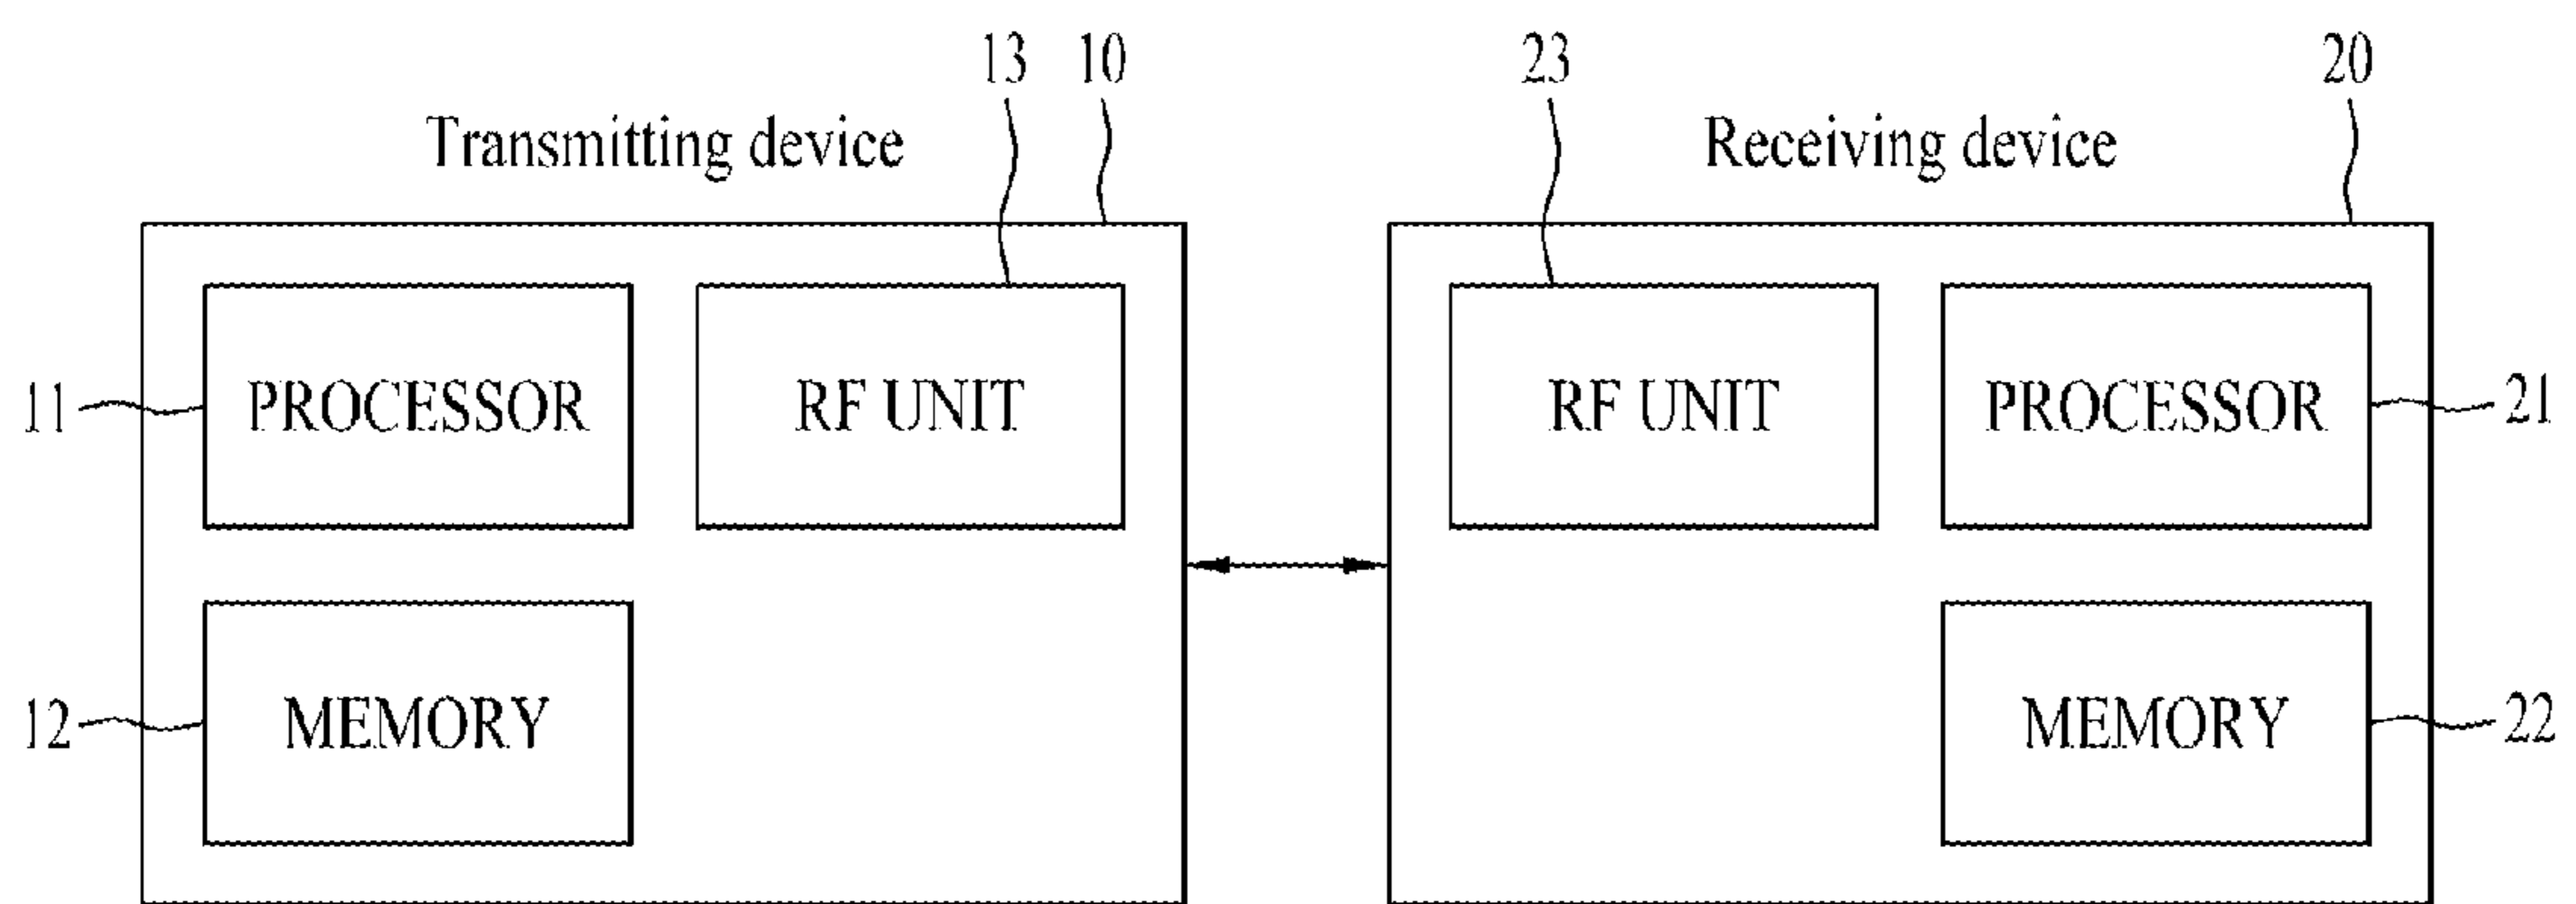 13 10 23 20
Transmitting device Receiving device
11 PROCESSOR RF UNIT RF UNIT PROCESSOR 21
12 MEMORY MEMORY 22